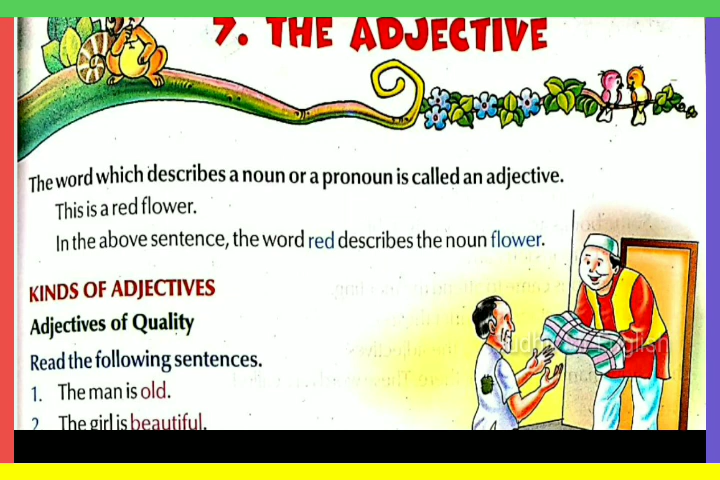 7. THE ADJECTIVE
The word which describes a noun or a pronoun is called an adjective.
This is a red flower.
In the above sentence, the word red describes the noun flower.
KINDS OF ADJECTIVES
Adjectives of Quality
Read the following sentences.
1. The man is old.
2. The girl is beautiful.
English